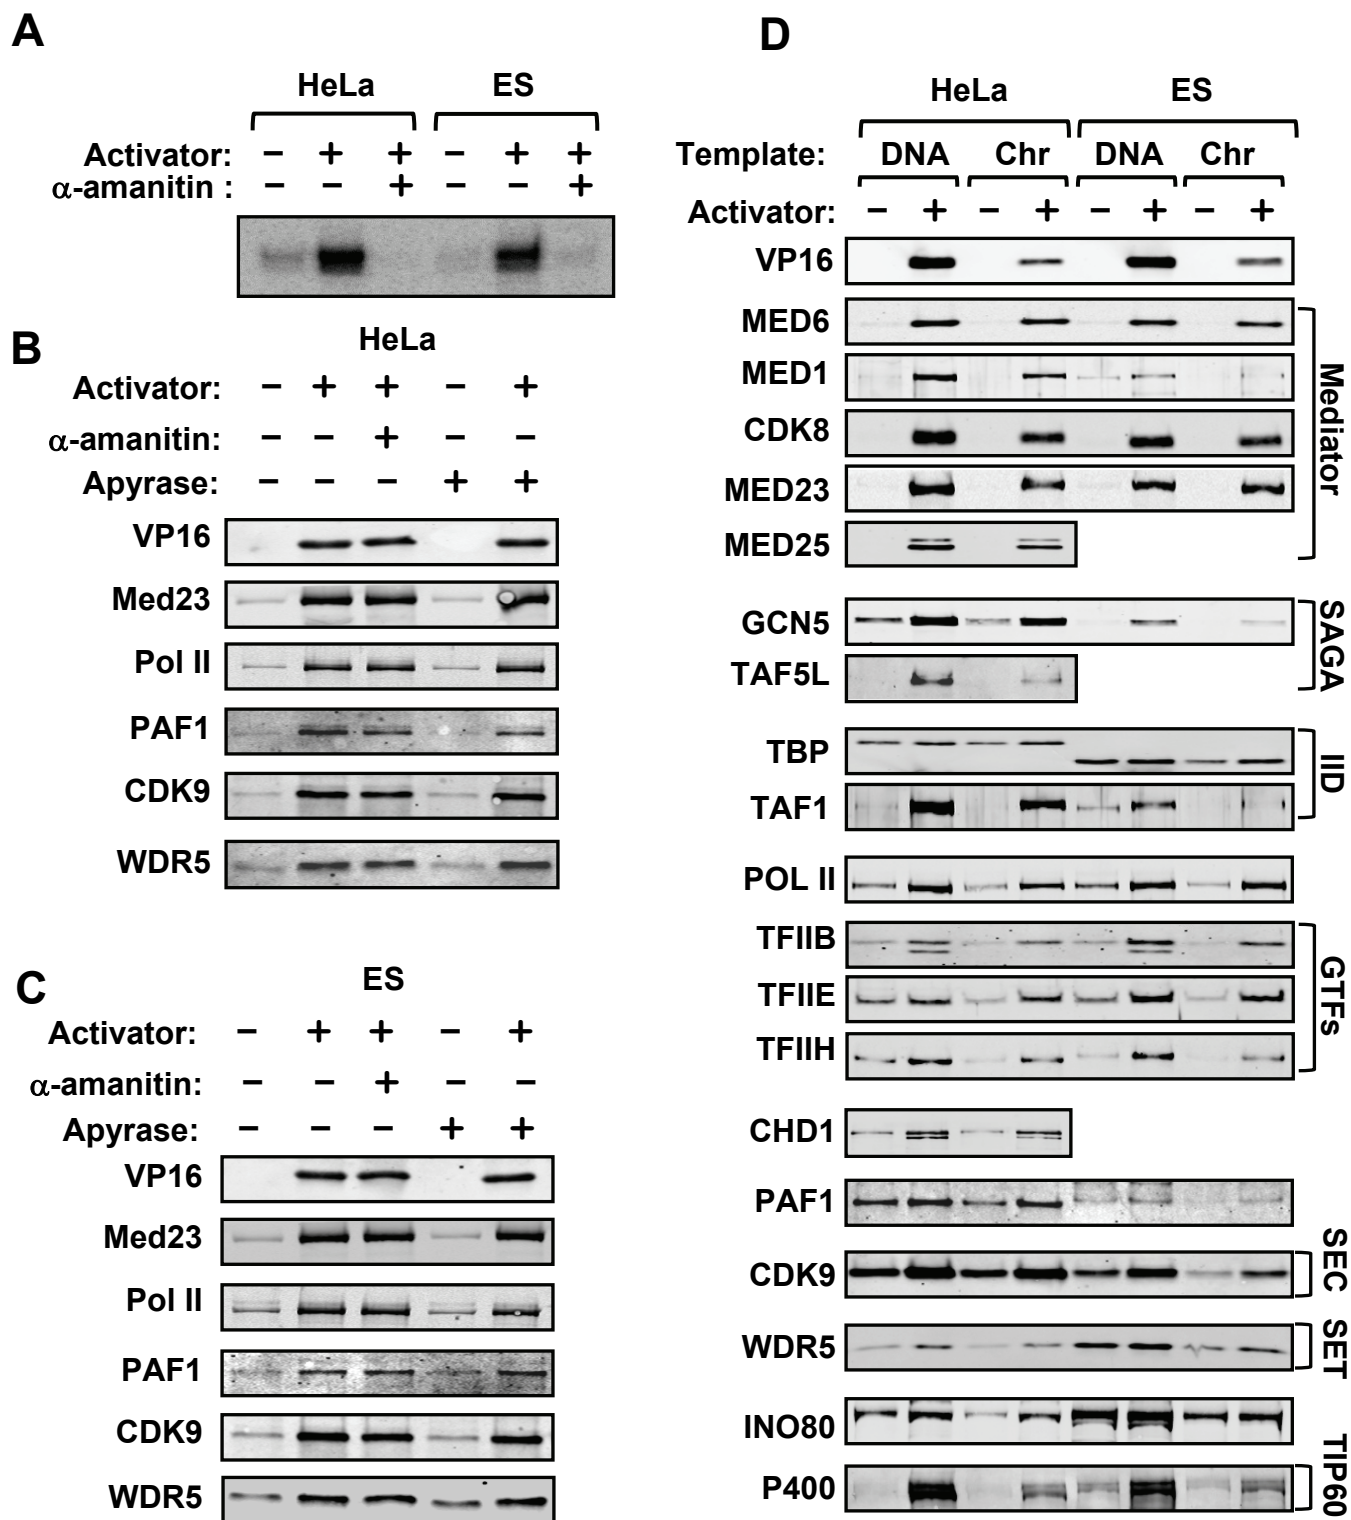 A
HeLa ES
Activator: − + + − + +
α-amanitin : − − + − − +
B
HeLa
Activator: − + + − +
α-amanitin: − − + − −
Apyrase: − − − + +
VP16
Med23
Pol II
PAF1
CDK9
WDR5
C
ES
Activator: − + + − +
α-amanitin: − − + − −
Apyrase: − − − + +
VP16
Med23
Pol II
PAF1
CDK9
WDR5
D
HeLa ES
Template: DNA Chr DNA Chr
Activator: − + − + − + − +
VP16
MED6
MED1
CDK8
MED23
MED25
Mediator
GCN5
TAF5L
SAGA
TBP
TAF1
IID
POL II
TFIIB
TFIIE
TFIIH
GTFs
CHD1
PAF1
CDK9
SEC
WDR5
SET
INO80
P400
TIP60